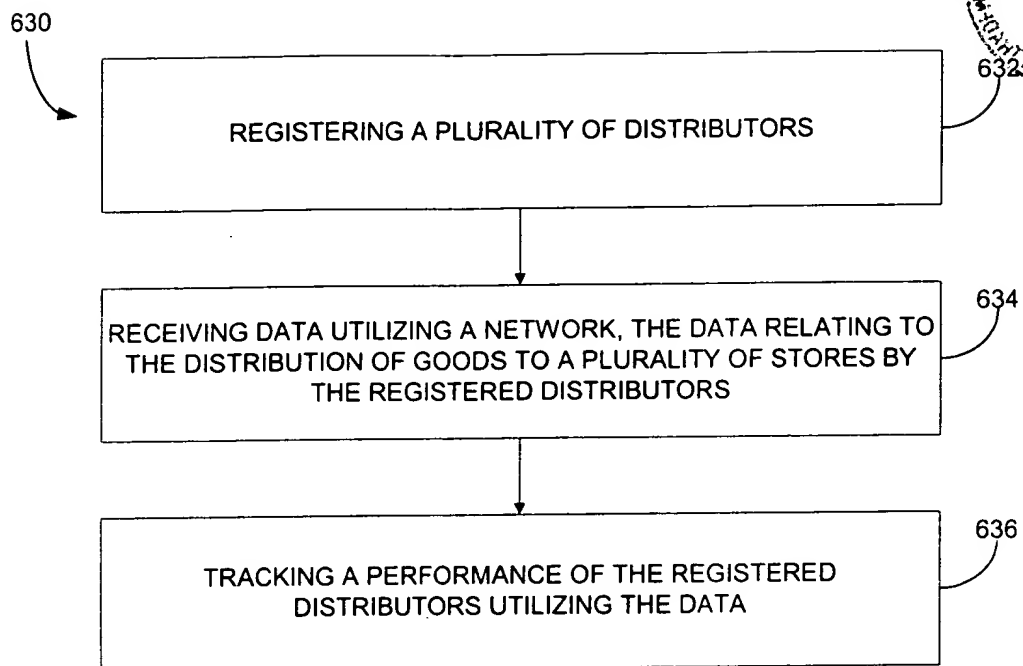 630
632
REGISTERING A PLURALITY OF DISTRIBUTORS
634
RECEIVING DATA UTILIZING A NETWORK, THE DATA RELATING TO
THE DISTRIBUTION OF GOODS TO A PLURALITY OF STORES BY
THE REGISTERED DISTRIBUTORS
636
TRACKING A PERFORMANCE OF THE REGISTERED
DISTRIBUTORS UTILIZING THE DATA